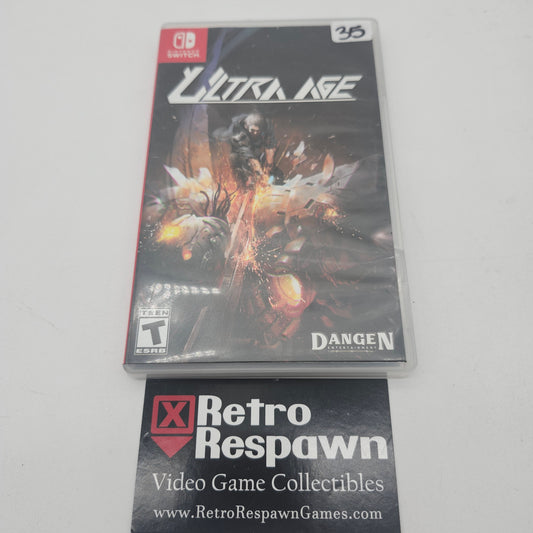 NINTENDO
SWITCH
35
ULTRA AGE
TEEN
T
ESRB
DANGEN
ENTERTAINMENT
X Retro
Respawn
Video Game Collectibles
www.RetroRespawnGames.com